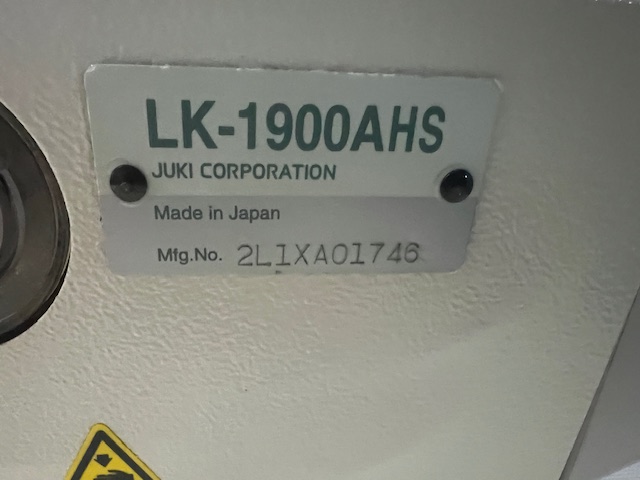 LK-1900AHS
JUKI CORPORATION
Made in Japan
Mfg.No. 2L1XA01746